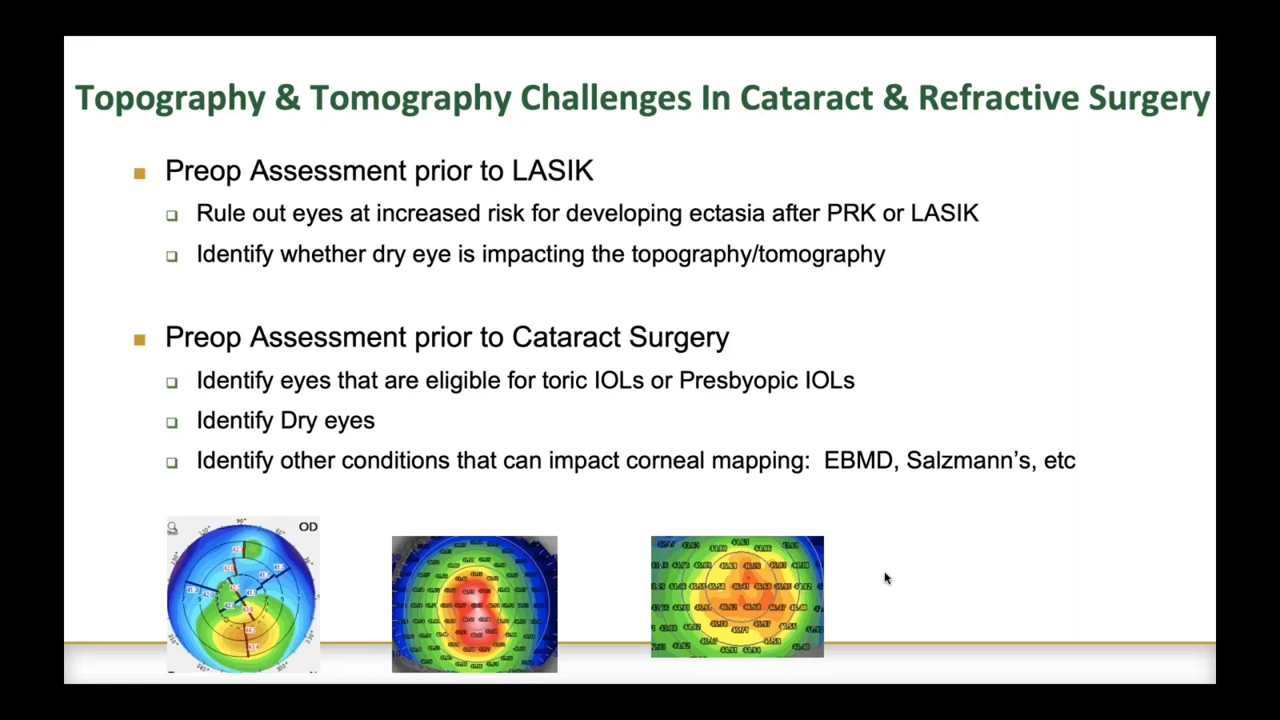 Topography & Tomography Challenges In Cataract & Refractive Surgery
Preop Assessment prior to LASIK
Rule out eyes at increased risk for developing ectasia after PRK or LASIK
Identify whether dry eye is impacting the topography/tomography
Preop Assessment prior to Cataract Surgery
Identify eyes that are eligible for toric IOLs or Presbyopic IOLs
Identify Dry eyes
Identify other conditions that can impact corneal mapping: EBMD, Salzmann's, etc
OD